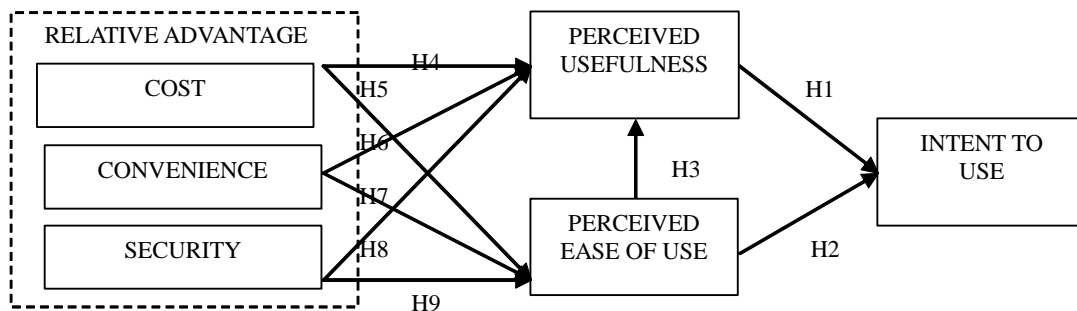 RELATIVE ADVANTAGE
COST
CONVENIENCE
SECURITY
H4
H5
H6
H7
H8
H9
PERCEIVED
USEFULNESS
H3
PERCEIVED
EASE OF USE
H1
H2
INTENT TO
USE